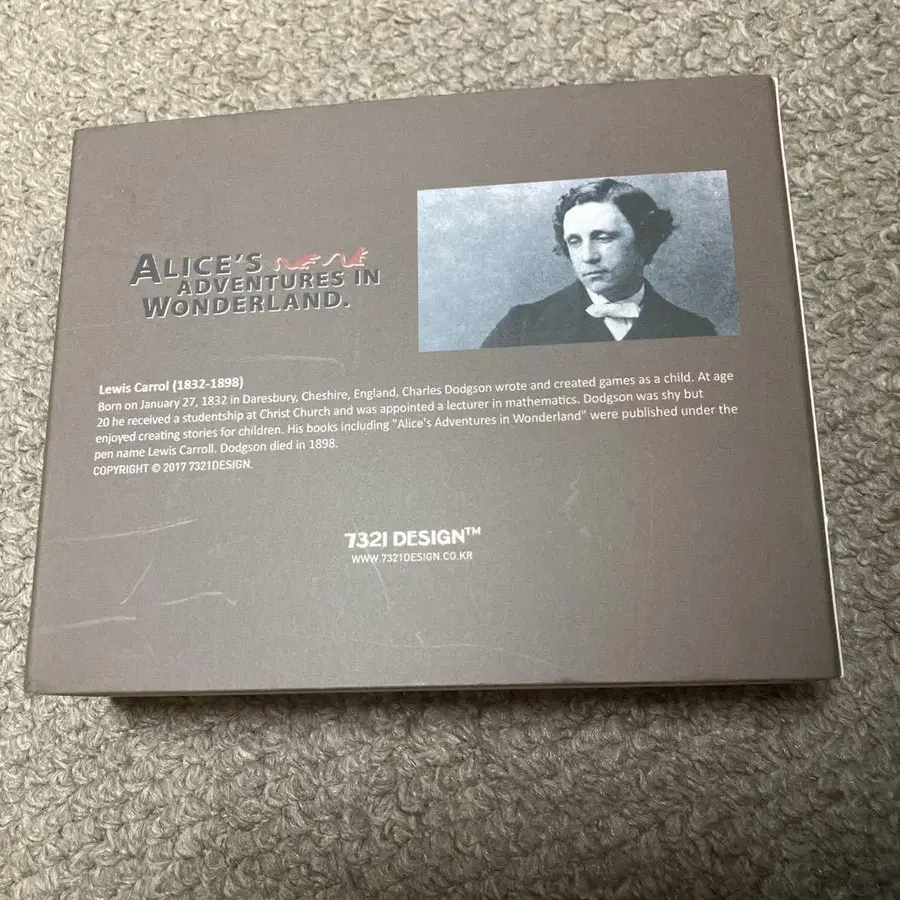 ALICE'S
ADVENTURES IN
WONDERLAND.
Lewis Carrol (1832-1898)
Born on January 27, 1832 in Daresbury, Cheshire, England, Charles Dodgson wrote and created games as a child. At age
20 he received a studentship at Christ Church and was appointed a lecturer in mathematics. Dodgson was shy but
enjoyed creating stories for children. His books including "Alice's Adventures in Wonderland" were published under the
pen name Lewis Carroll. Dodgson died in 1898.
COPYRIGHT © 2017 7321DESIGN.
7321 DESIGN™
WWW.7321DESIGN.CO.KR